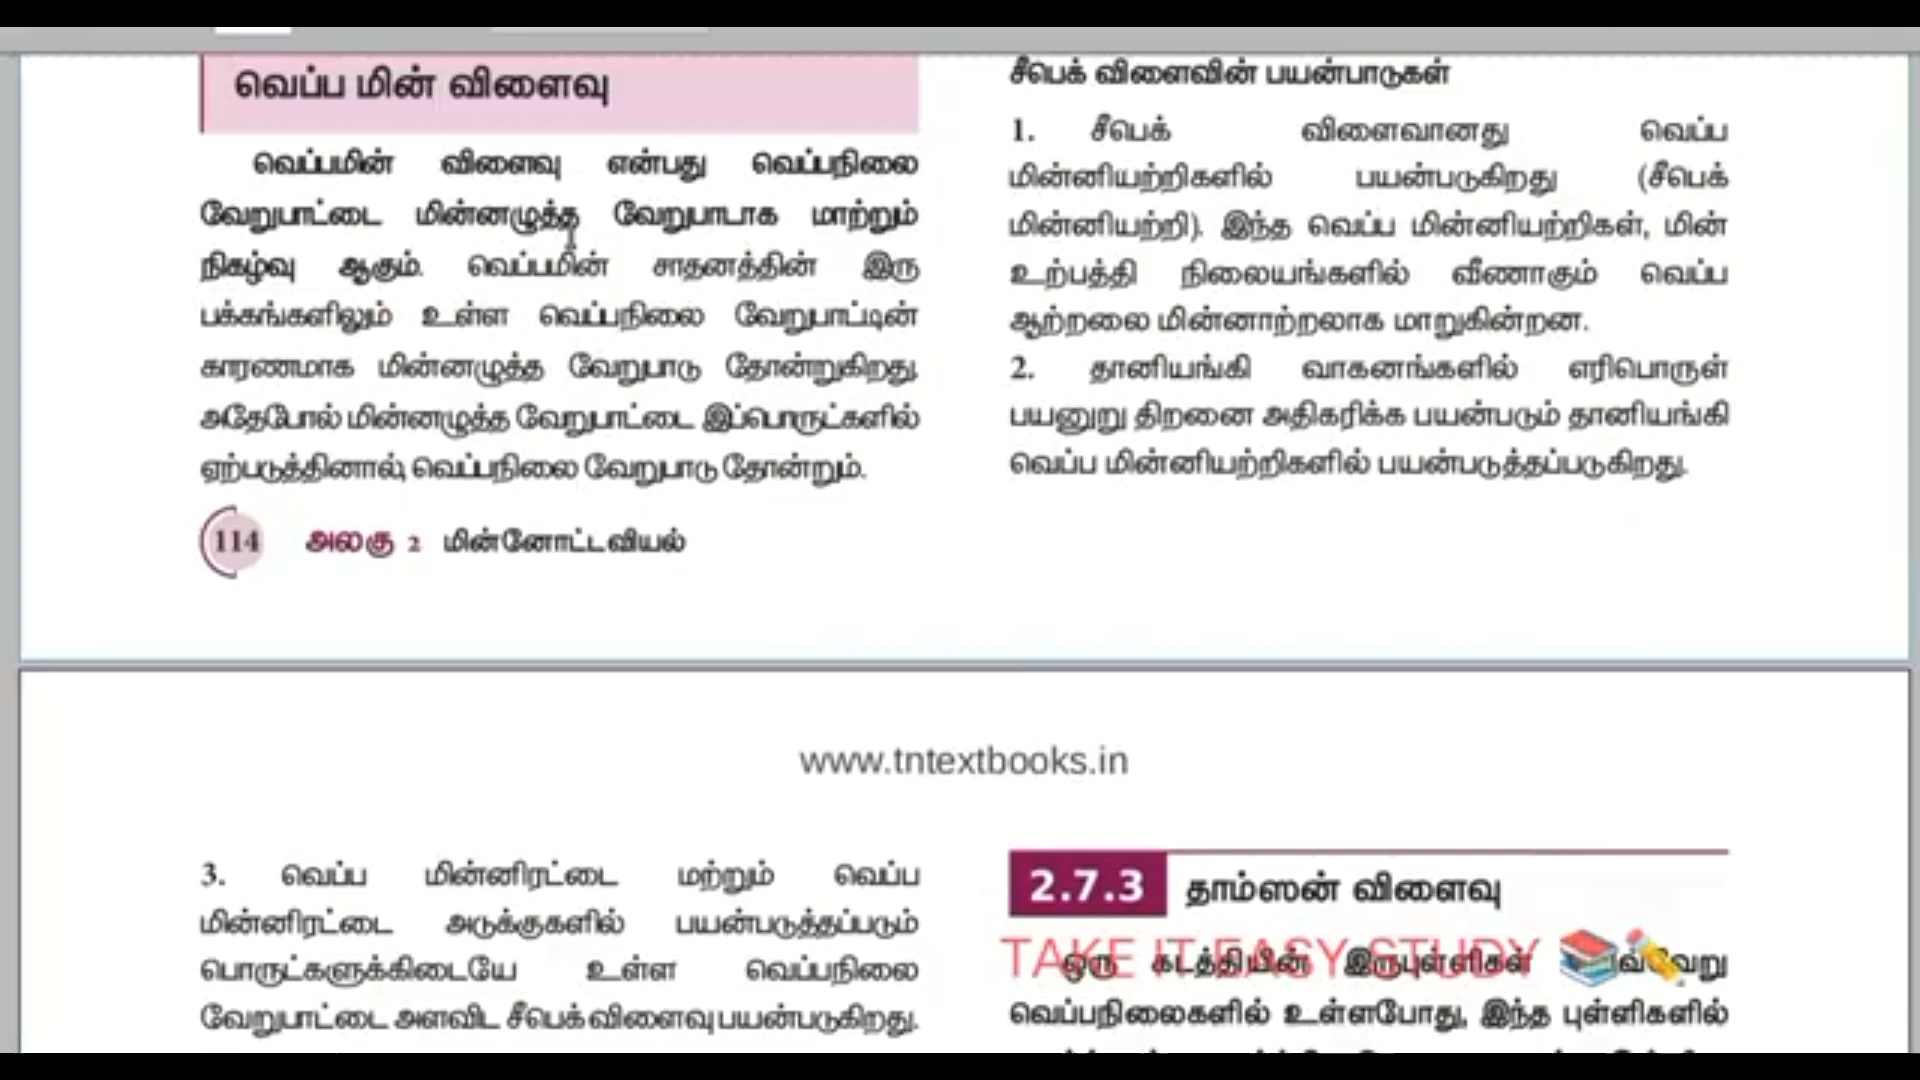 வெப்ப மின் விளைவு
வெப்பமின் விளைவு என்பது வெப்பநிலை
வேறுபாட்டை மின்னழுத்த வேறுபாடாக மாற்றும்
நிகழ்வு ஆகும். வெப்பமின் சாதனத்தின் இரு
பக்கங்களிலும் உள்ள வெப்பநிலை வேறுபாட்டின்
காரணமாக மின்னழுத்த வேறுபாடு தோன்றுகிறது.
அதேபோல் மின்னழுத்த வேறுபாட்டை இப்பொருட்களில்
ஏற்படுத்தினால், வெப்பநிலை வேறுபாடு தோன்றும்.
114 அலகு 2 மின்னோட்டவியல்
சீபெக் விளைவின் பயன்பாடுகள்
1. சீபெக் விளைவானது வெப்ப
மின்னியற்றிகளில் பயன்படுகிறது (சீபெக்
மின்னியற்றி). இந்த வெப்ப மின்னியற்றிகள், மின்
உற்பத்தி நிலையங்களில் வீணாகும் வெப்ப
ஆற்றலை மின்னாற்றலாக மாறுகின்றன.
2. தானியங்கி வாகனங்களில் எரிபொருள்
பயனுறு திறனை அதிகரிக்க பயன்படும் தானியங்கி
வெப்ப மின்னியற்றிகளில் பயன்படுத்தப்படுகிறது.
www.tntextbooks.in
3. வெப்ப மின்னிரட்டை மற்றும் வெப்ப
மின்னிரட்டை அடுக்குகளில் பயன்படுத்தப்படும்
பொருட்களுக்கிடையே உள்ள வெப்பநிலை
வேறுபாட்டை அளவிட சீபெக் விளைவு பயன்படுகிறது.
2.7.3 தாம்ஸன் விளைவு
TAKE IT EASY STUDY
ஒரு கடத்தியின் இருபுள்ளிகள்
வெப்பநிலைகளில் உள்ளபோது, இந்த புள்ளிகளில்